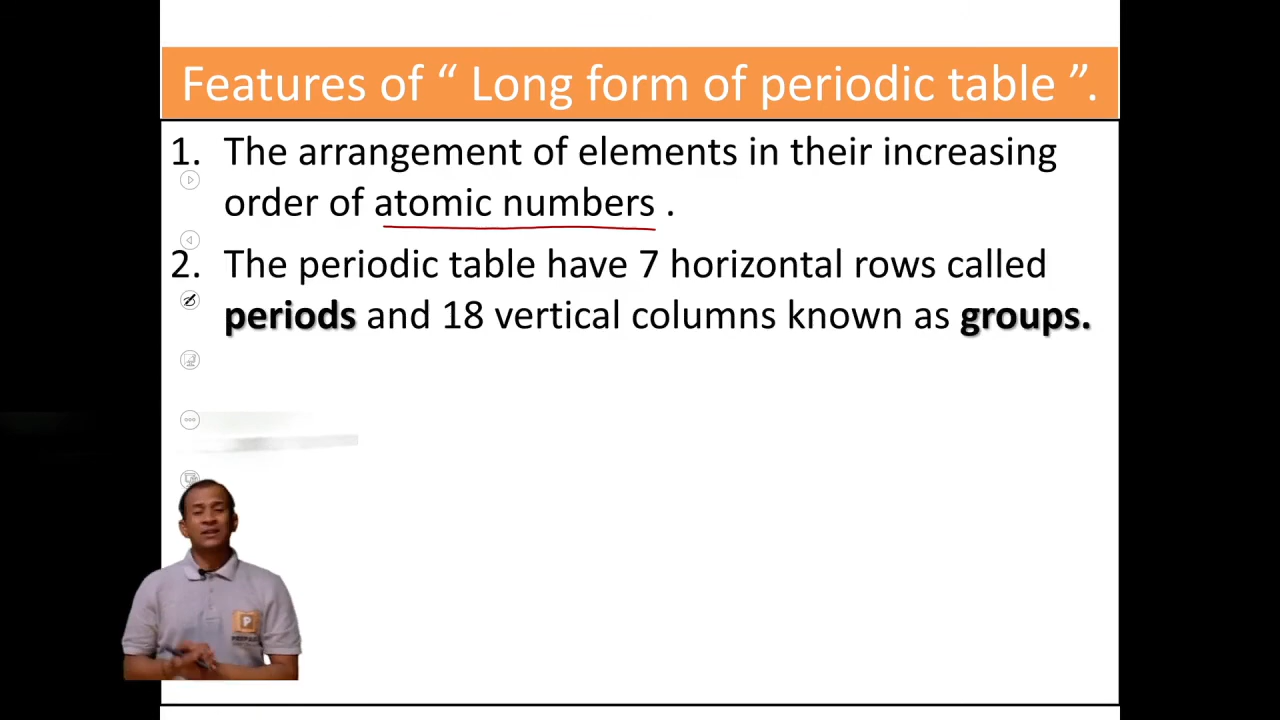 Features of “ Long form of periodic table ”.
1. The arrangement of elements in their increasing
order of atomic numbers .
2. The periodic table have 7 horizontal rows called
periods and 18 vertical columns known as groups.
P